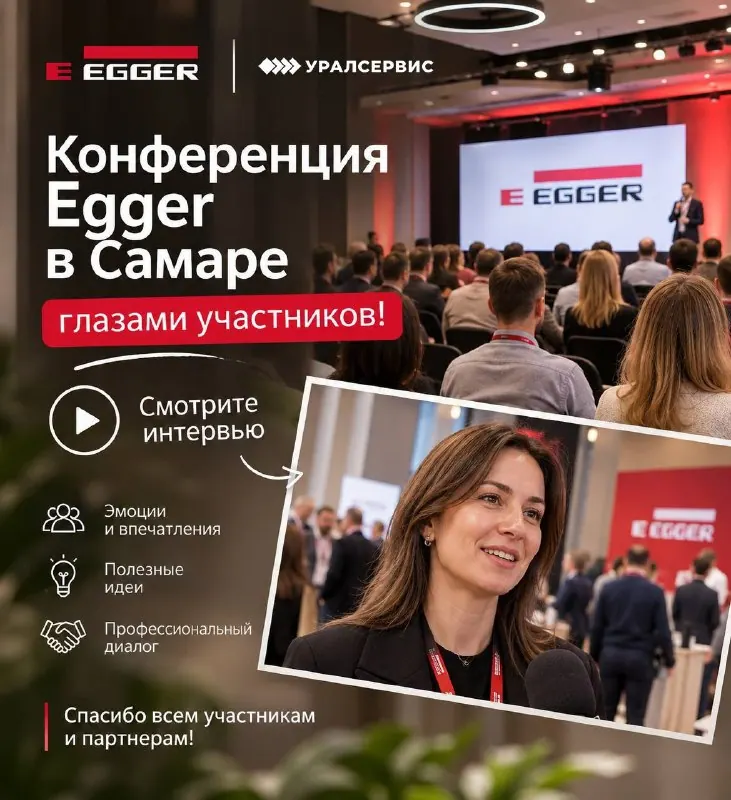 EGGER
УРАЛСЕРВИС
Конференция
Egger
в Самаре
глазами участников!
Смотрите
интервью
Эмоции
и впечатления
Полезные
идеи
Профессиональный
диалог
Спасибо всем участникам
и партнерам!
E EGGER
E EGGER